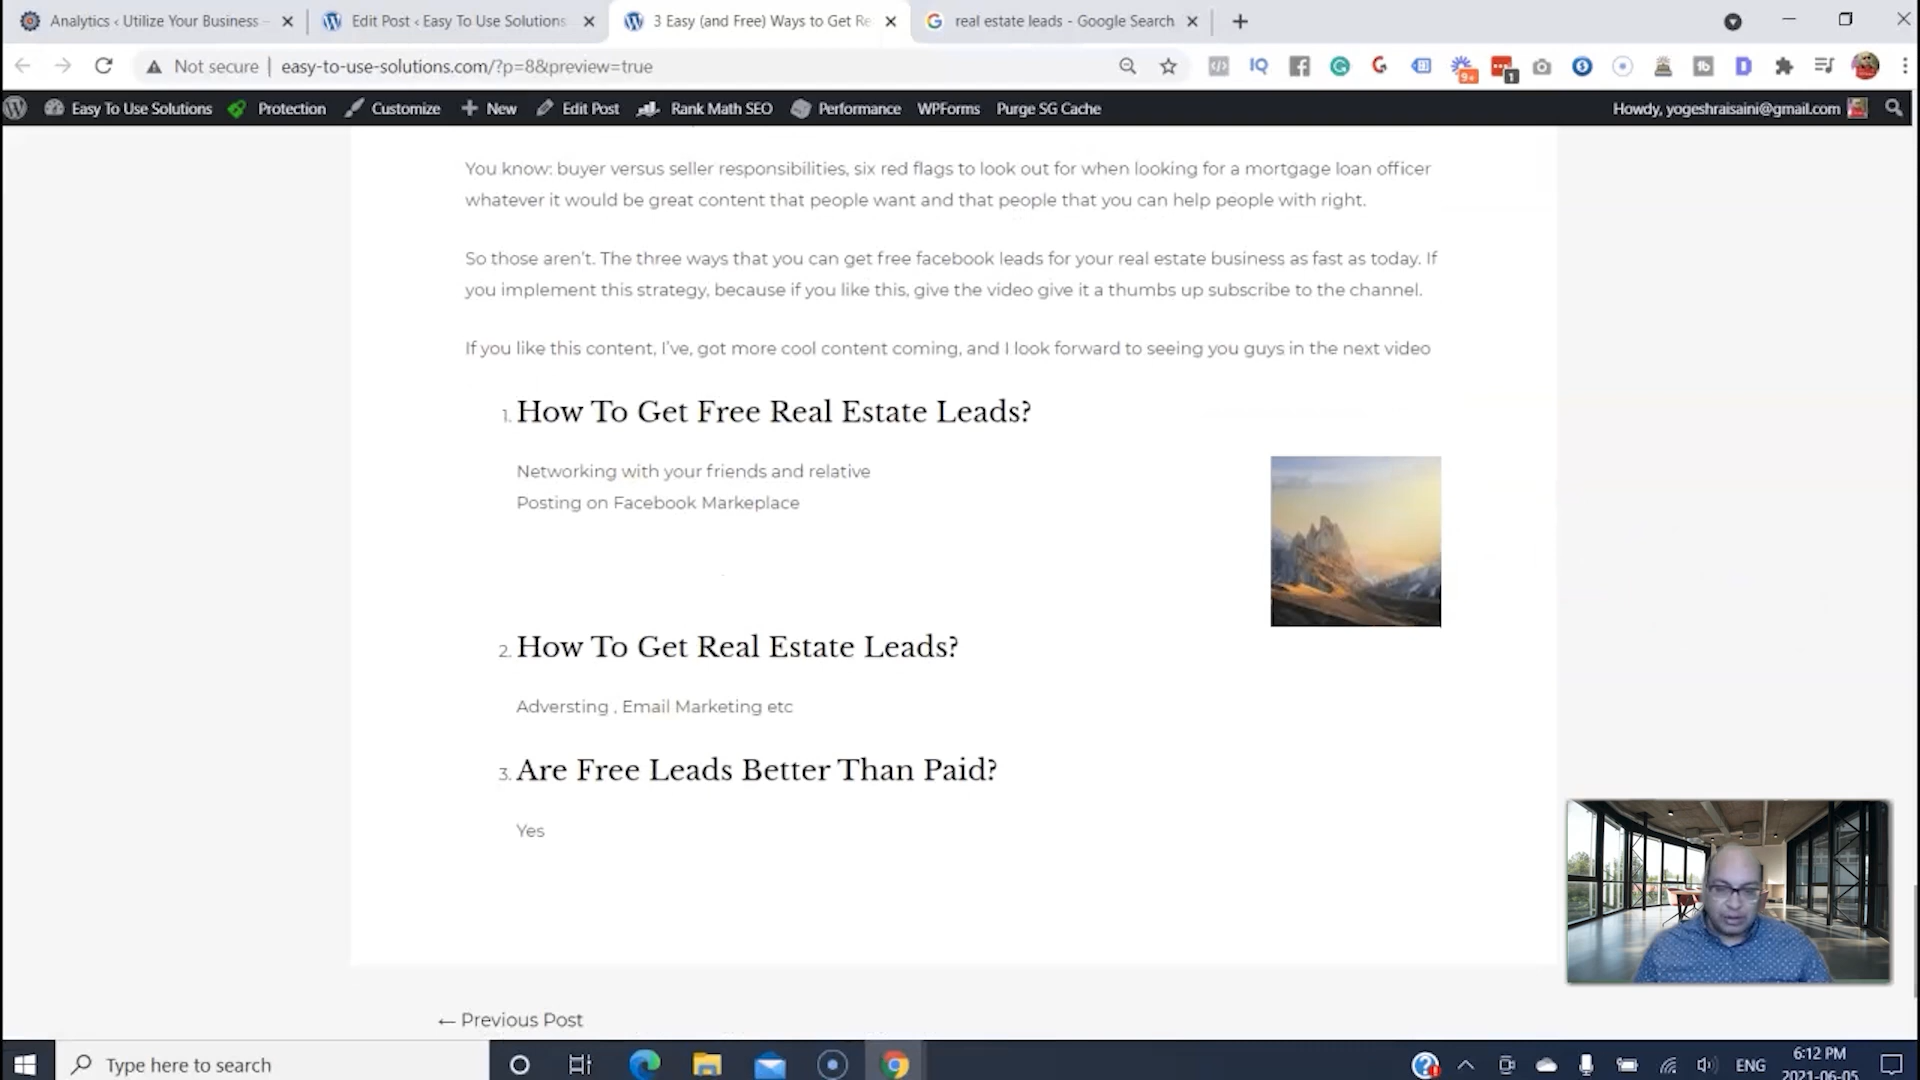 Analytics ‹ Utilize Your Business -
Edit Post ‹ Easy To Use Solutions
3 Easy (and Free) Ways to Get Re
real estate leads - Google Search
Not secure | easy-to-use-solutions.com/?p=8&preview=true
Easy To Use Solutions Protection Customize New Edit Post Rank Math SEO Performance WPForms Purge SG Cache Howdy, yogeshraisaini@gmail.com
You know: buyer versus seller responsibilities, six red flags to look out for when looking for a mortgage loan officer
whatever it would be great content that people want and that people that you can help people with right.
So those aren't. The three ways that you can get free facebook leads for your real estate business as fast as today. If
you implement this strategy, because if you like this, give the video give it a thumbs up subscribe to the channel.
If you like this content, I've, got more cool content coming, and I look forward to seeing you guys in the next video
1. How To Get Free Real Estate Leads?
Networking with your friends and relative
Posting on Facebook Markeplace
2. How To Get Real Estate Leads?
Adversting , Email Marketing etc
3. Are Free Leads Better Than Paid?
Yes
← Previous Post
Type here to search
ENG
6:12 PM
2021-06-05